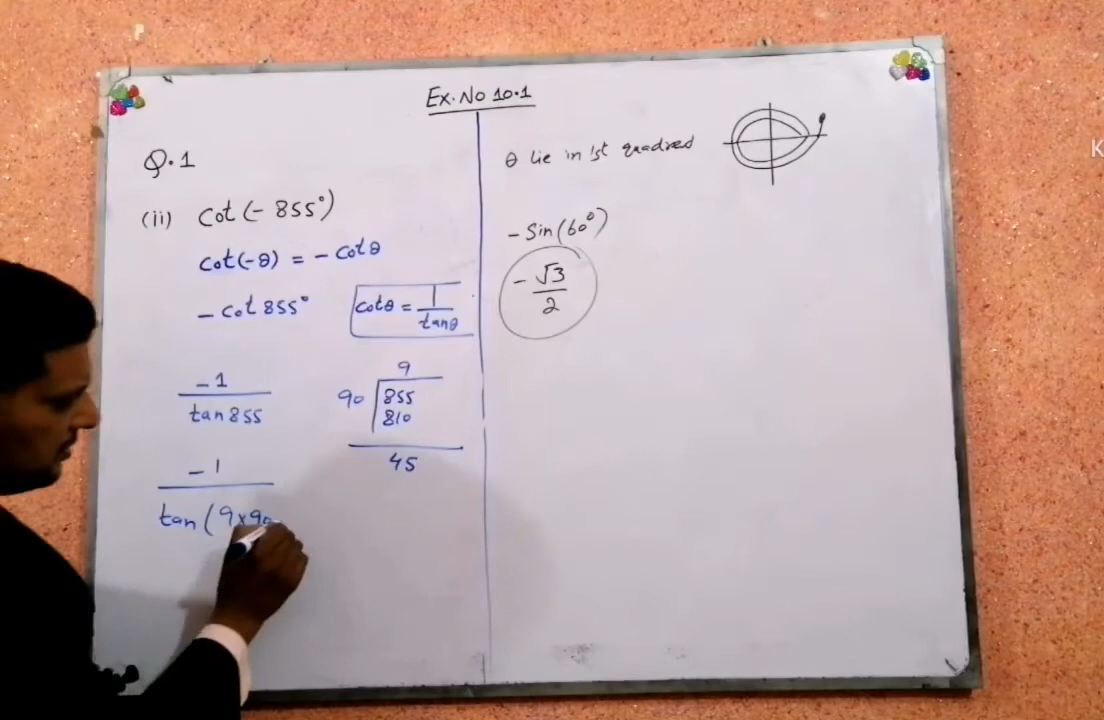 Ex. No 10.1
Q.1
(ii) cot(-855°)
cot(-θ) = - cotθ
- cot 855°
cotθ = 1/tanθ
-1
tan 855
9
90 855
810
45
-1
tan (9×90
θ lie in 1st
- Sin(60°)
- √3
2
K